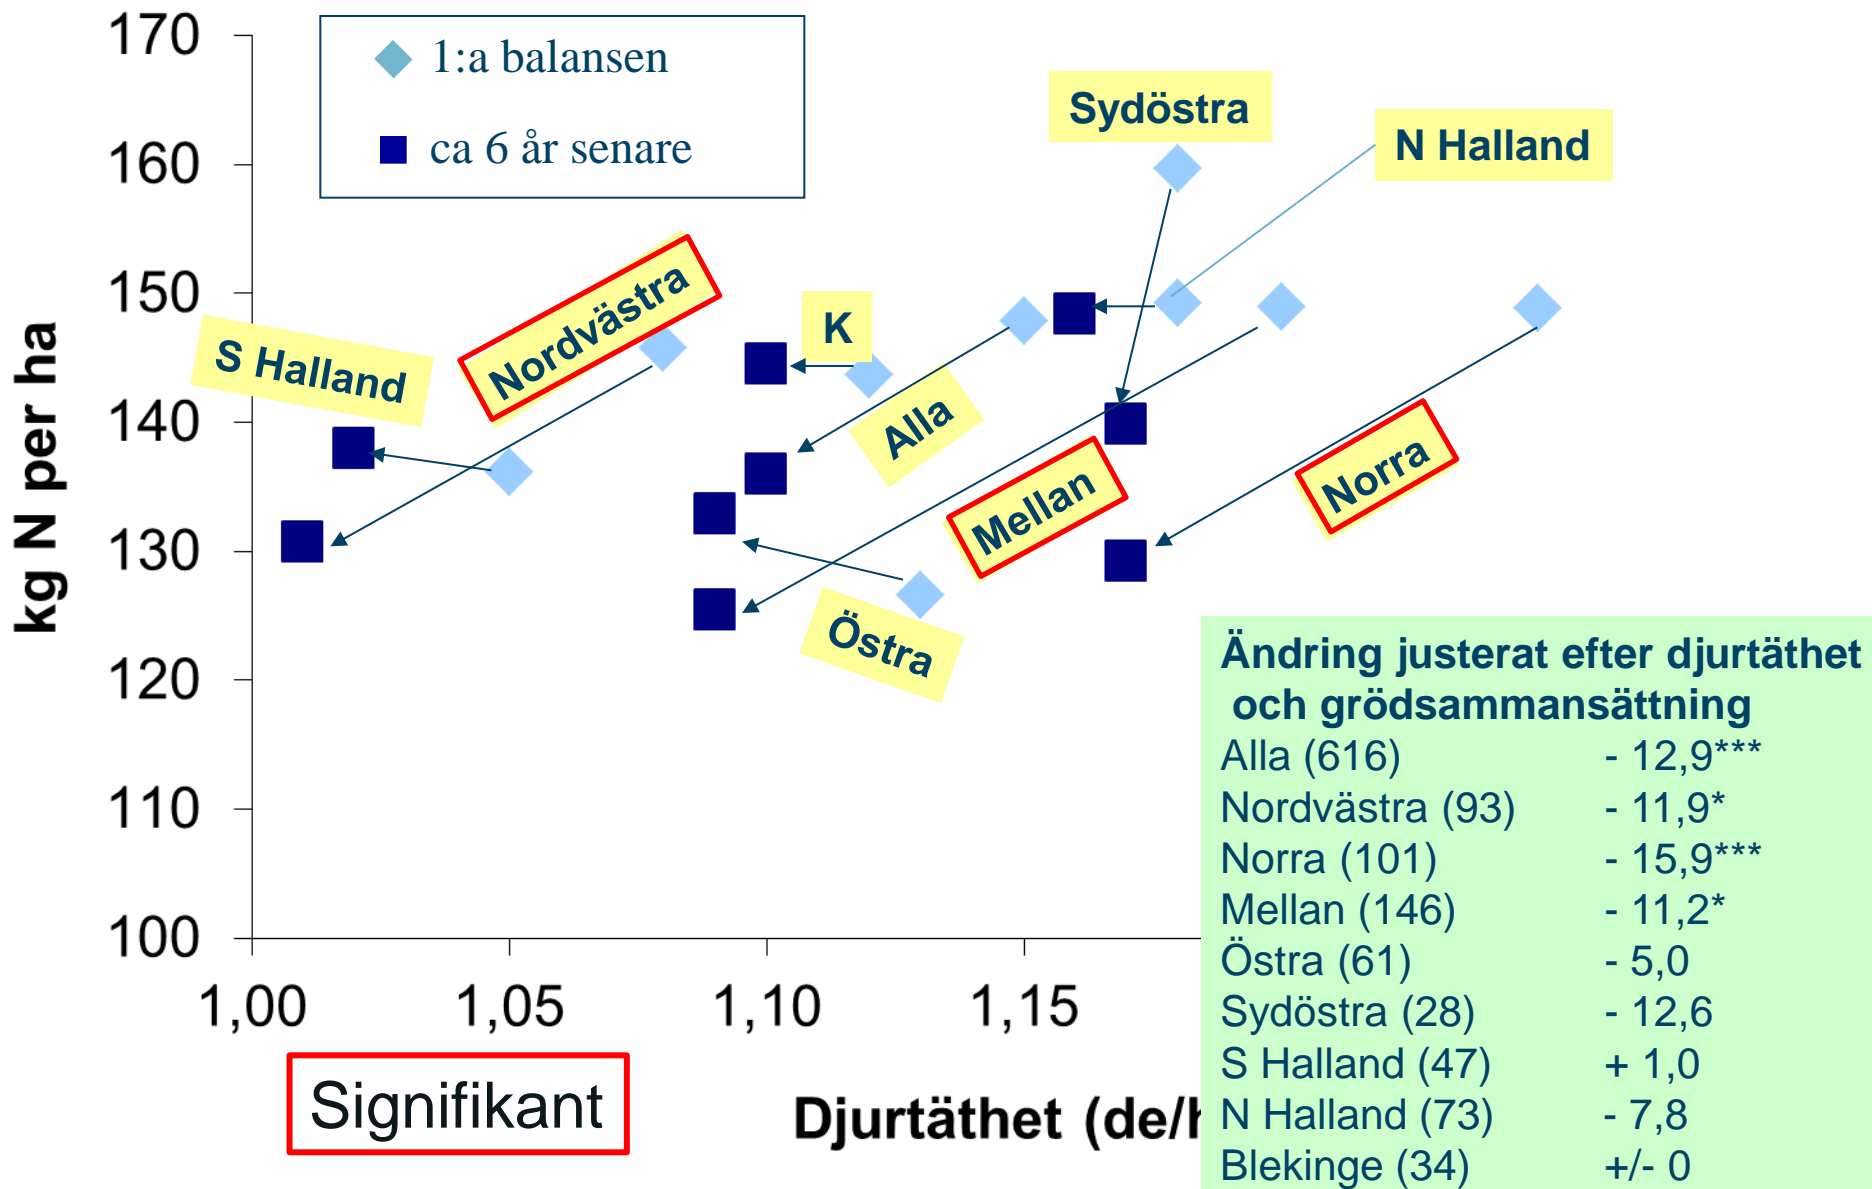 170
160
150
140
130
120
110
100
kg N per ha
1:a balansen
ca 6 år senare
Sydöstra
N Halland
Nordvästra
S Halland
K
Alla
Mellan
Norra
Östra
1,00
1,05
1,10
1,15
Signifikant
Djurtäthet (de/h
Ändring justerat efter djurtäthet
och grödsammansättning
Alla (616) - 12,9***
Nordvästra (93) - 11,9*
Norra (101) - 15,9***
Mellan (146) - 11,2*
Östra (61) - 5,0
Sydöstra (28) - 12,6
S Halland (47) + 1,0
N Halland (73) - 7,8
Blekinge (34) +/- 0